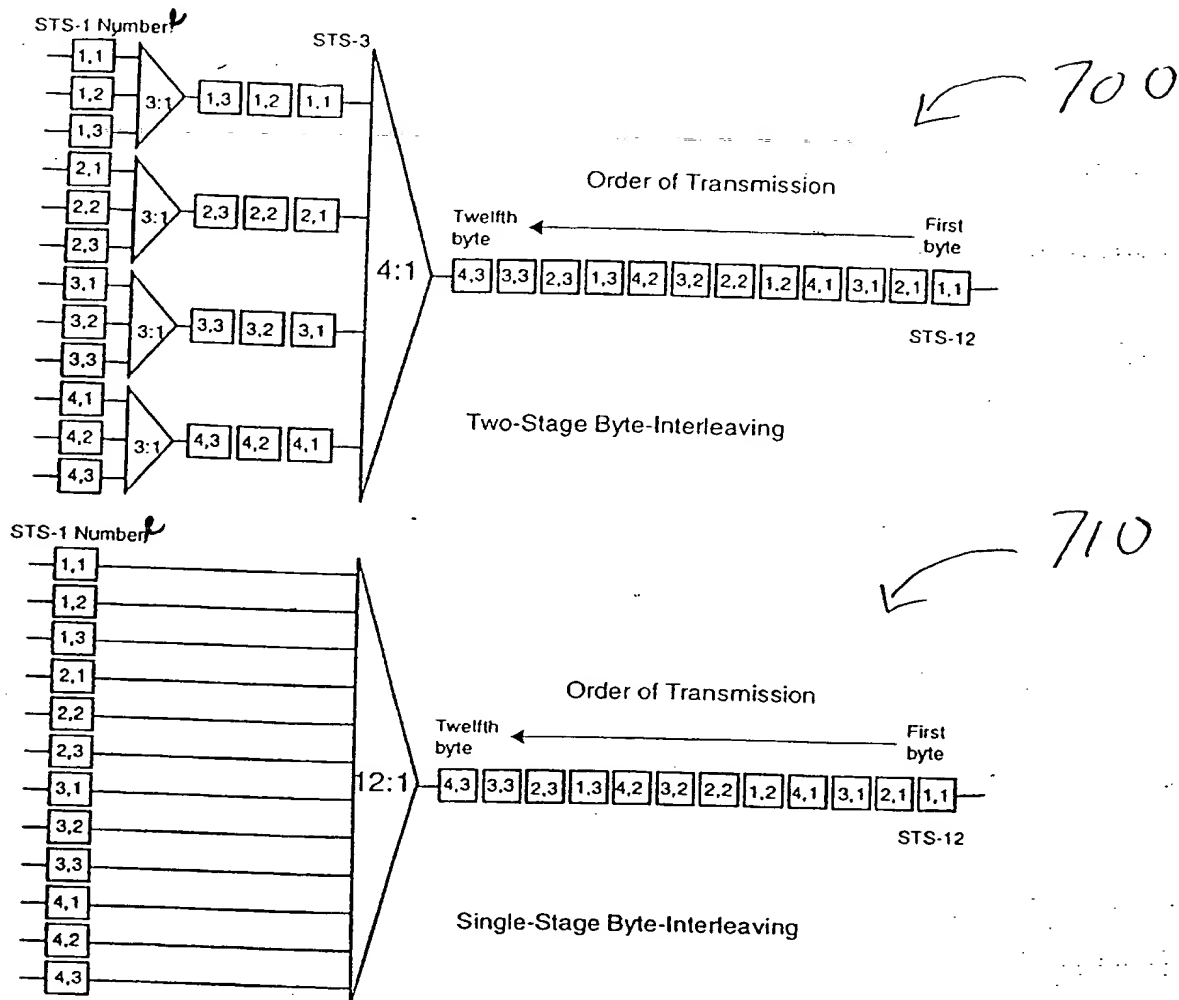 STS-1 Number
STS-3
1,1
1,2
1,3
3:1
1,3 1,2 1,1
2,1
2,2
2,3
3:1
2,3 2,2 2,1
3,1
3,2
3,3
3:1
3,3 3,2 3,1
4,1
4,2
4,3
3:1
4,3 4,2 4,1
4:1
700
Order of Transmission
Twelfth byte
First byte
4,3 3,3 2,3 1,3 4,2 3,2 2,2 1,2 4,1 3,1 2,1 1,1
STS-12
Two-Stage Byte-Interleaving
STS-1 Number
1,1
1,2
1,3
2,1
2,2
2,3
3,1
3,2
3,3
4,1
4,2
4,3
12:1
710
Order of Transmission
Twelfth byte
First byte
4,3 3,3 2,3 1,3 4,2 3,2 2,2 1,2 4,1 3,1 2,1 1,1
STS-12
Single-Stage Byte-Interleaving